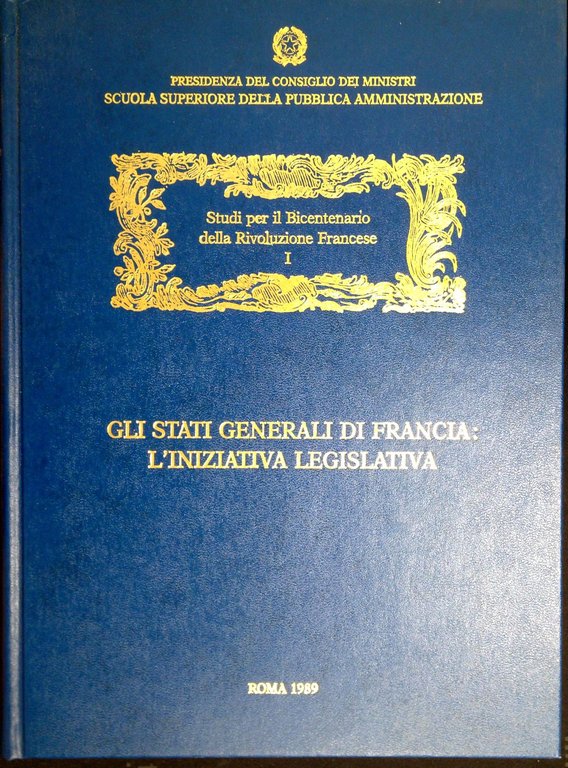 PRESIDENZA DEL CONSIGLIO DEI MINISTRI
SCUOLA SUPERIORE DELLA PUBBLICA AMMINISTRAZIONE
Studi per il Bicentenario
della Rivoluzione Francese
I
GLI STATI GENERALI DI FRANCIA:
L'INIZIATIVA LEGISLATIVA
ROMA 1989